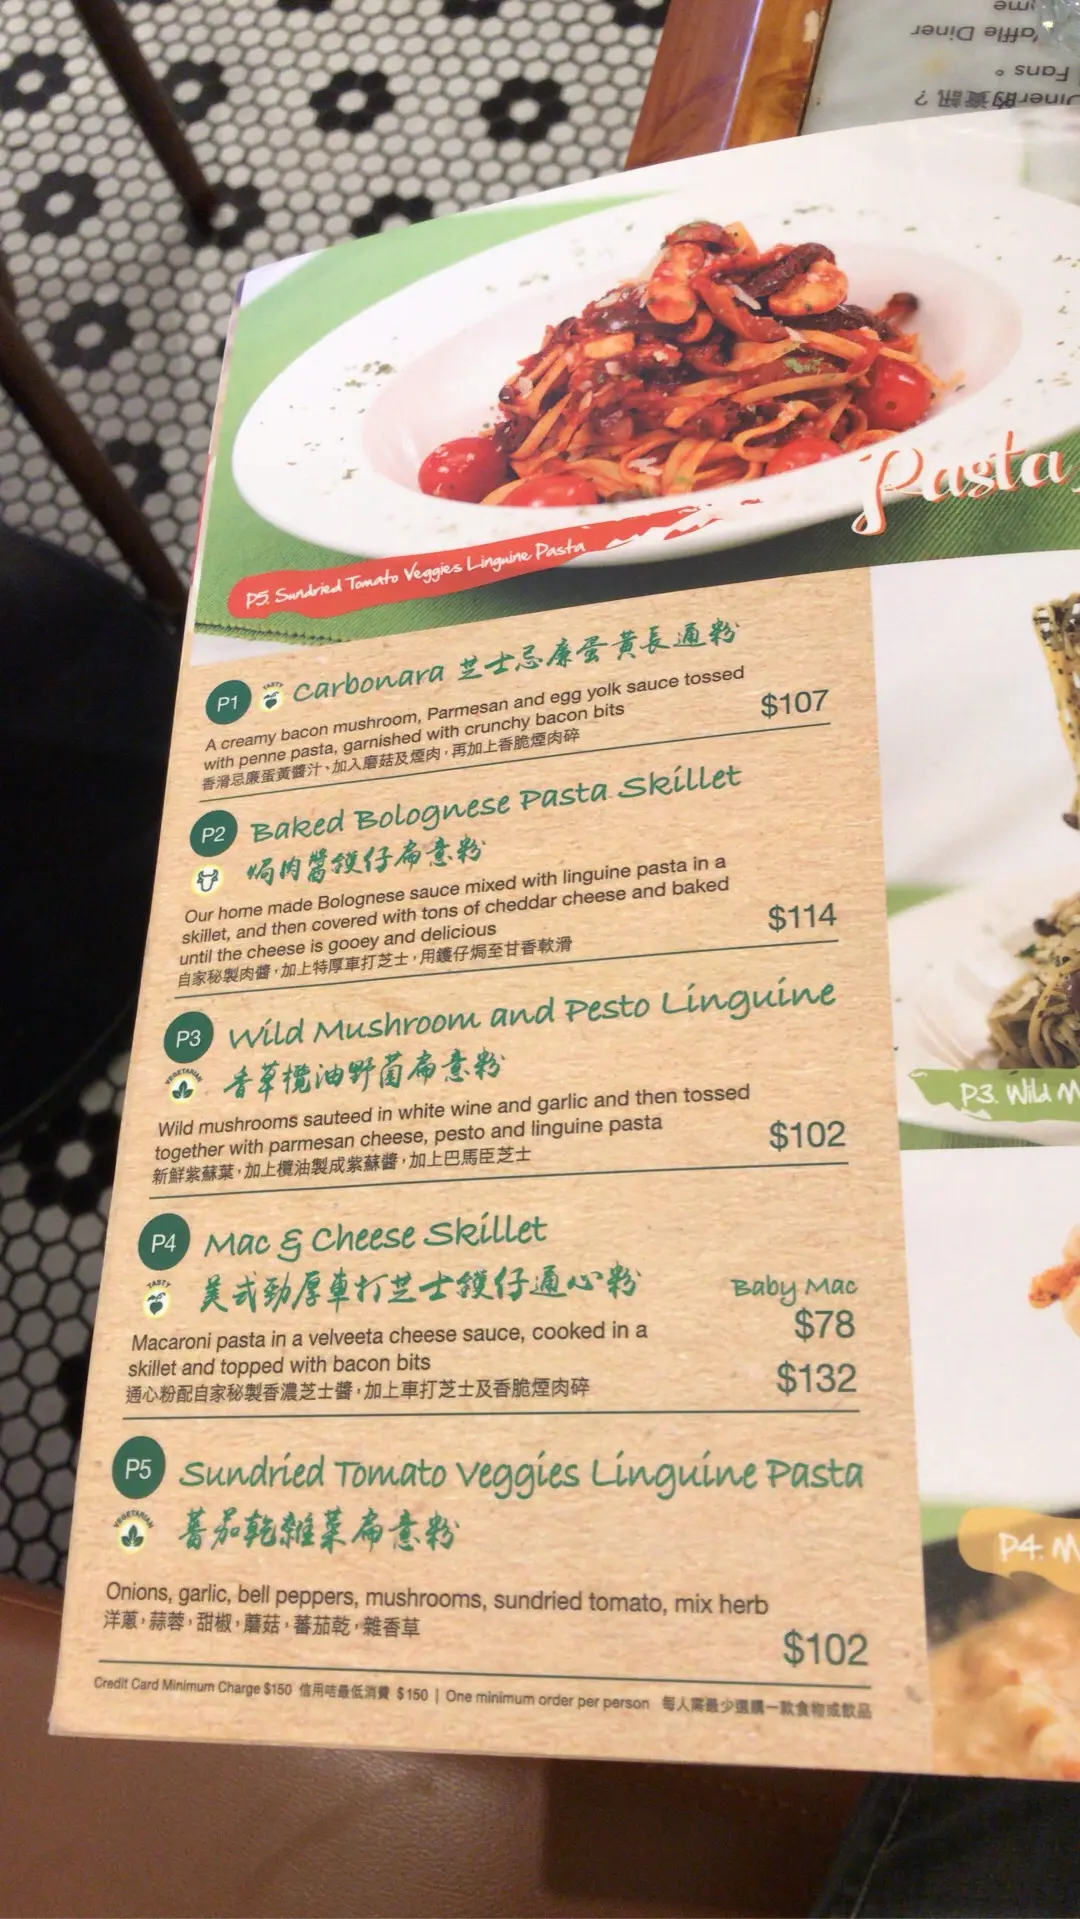 Diner的資訊?
Fans。
Diner
Pasta
P5. Sundried Tomato Veggies Linguine Pasta
P1 TASTY Carbonara 芝士忌廉蛋黃長通粉
A creamy bacon mushroom, Parmesan and egg yolk sauce tossed
with penne pasta, garnished with crunchy bacon bits
香滑忌廉蛋黃醬汁、加入磨菇及煙肉，再加上香脆煙肉碎
$107
P2 Baked Bolognese Pasta Skillet
焗肉醬鑊仔扁意粉
Our home made Bolognese sauce mixed with linguine pasta in a
skillet, and then covered with tons of cheddar cheese and baked
until the cheese is gooey and delicious
自家秘製肉醬，加上特厚車打芝士，用鑊仔焗至甘香軟滑
$114
P3 Wild Mushroom and Pesto Linguine
VEGETARIAN 香草欖油野菌扁意粉
Wild mushrooms sauteed in white wine and garlic and then tossed
together with parmesan cheese, pesto and linguine pasta
新鮮紫蘇葉，加上欖油製成紫蘇醬，加上巴馬臣芝士
$102
P3. Wild
P4 Mac & Cheese Skillet
TASTY 美式勁厚車打芝士鑊仔通心粉
Baby Mac
$78
Macaroni pasta in a velveeta cheese sauce, cooked in a
skillet and topped with bacon bits
通心粉配自家秘製香濃芝士醬，加上車打芝士及香脆煙肉碎
$132
P5 Sundried Tomato Veggies Linguine Pasta
VEGETARIAN 蕃茄乾雜菜扁意粉
P4.
Onions, garlic, bell peppers, mushrooms, sundried tomato, mix herb
洋蔥，蒜蓉，甜椒，蘑菇，蕃茄乾，雜香草
$102
Credit Card Minimum Charge $150 信用咭最低消費 $150 | One minimum order per person 每人需最少選購一款食物或飲品